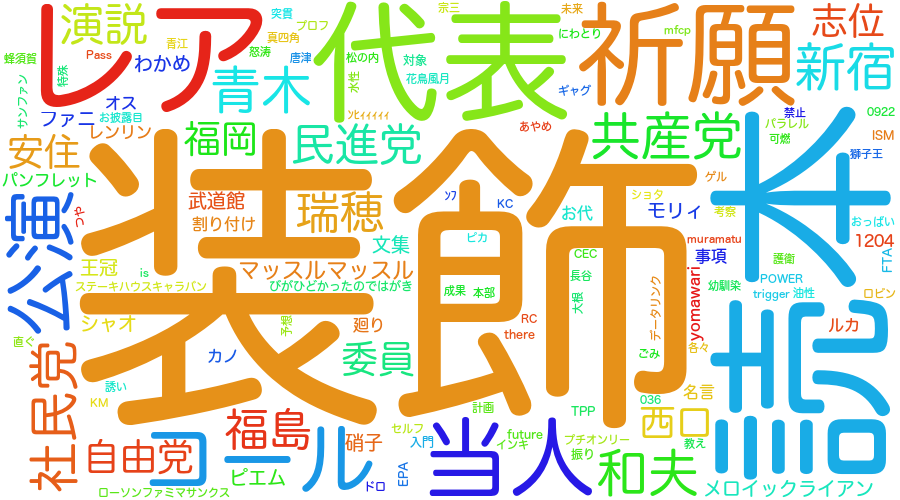 装飾
読本
レア
代表
祈願
公演
当人
コール
演説
青木
志位
新宿
福岡
民進党
共産党
安住
瑞穂
社民党
福島
自由党
委員
西口
和夫
わかめ
オス
ファニ
レンリン
お披露目
パンフレット
つや
武道館
割り付け
文集
マッスルマッスル
びがひどかったのではがき
王冠
is
ステーキハウスキャラバン
シャオ
直ぐ
誘い
KM
カノ
廻り
予想
硝子
ピエム
ローソンファミマサンクス
ドロ
EPA
セルフ
入門
計画
future
インキ
プチオンリー
振り
TPP
there
RC
成果
本部
ピカ
KC
ソフ
お代
CEC
長谷
大根
データリンク
ごみ
036
名言
各々
yomawari
muramatu
モリィ
事項
ゲル
ショタ
考察
幼馴染
護衛
POWER
trigger
油性
ロビン
ルカ
1204
FTA
おっぱい
獅子王
ISM
0922
禁止
パラレル
可燃
mfcp
未来
にわとり
ギャグ
あやめ
宗三
対象
花鳥風月
松の内
水性
唐津
ｿﾋｨｨｨｨｨ
怒涛
真四角
プロフ
突貫
青江
Pass
特殊
蜂須賀
サンファン
教え
メロイックライアン